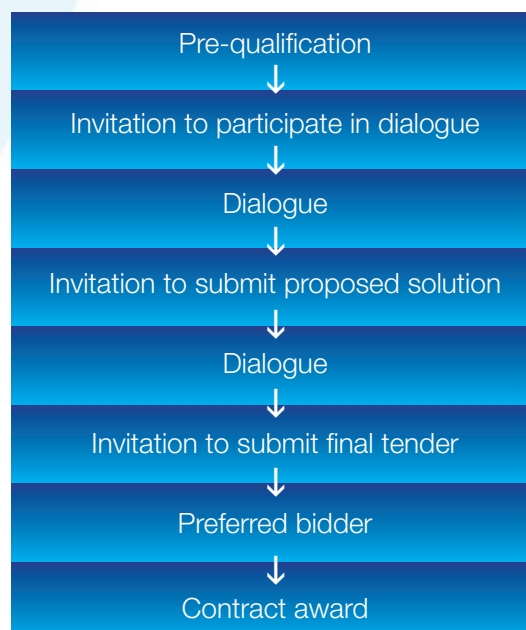 Pre-qualification
Invitation to participate in dialogue
Dialogue
Invitation to submit proposed solution
Dialogue
Invitation to submit final tender
Preferred bidder
Contract award